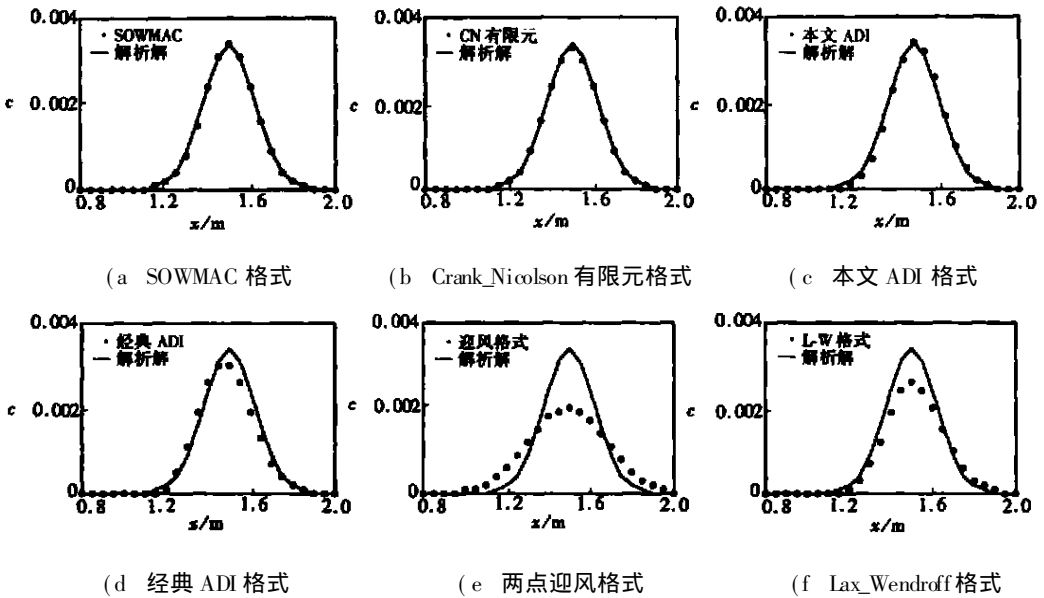 0.004
· SOWMAC
— 解析解
c
0.002
0
0.8 1.2 1.6 2.0
x/m
(a SOWMAC 格式
0.004
· CN 有限元
— 解析解
c
0.002
0
0.8 1.2 1.6 2.0
x/m
(b Crank_Nicolson 有限元格式
0.004
· 本文 ADI
— 解析解
c
0.002
0
0.8 1.2 1.6 2.0
x/m
(c 本文 ADI 格式
0.004
· 经典 ADI
— 解析解
c
0.002
0
0.8 1.2 1.6 2.0
x/m
(d 经典 ADI 格式
0.004
· 迎风格式
— 解析解
c
0.002
0
0.8 1.2 1.6 2.0
x/m
(e 两点迎风格式
0.004
· L-W 格式
— 解析解
c
0.002
0
0.8 1.2 1.6 2.0
x/m
(f Lax_Wendroff 格式